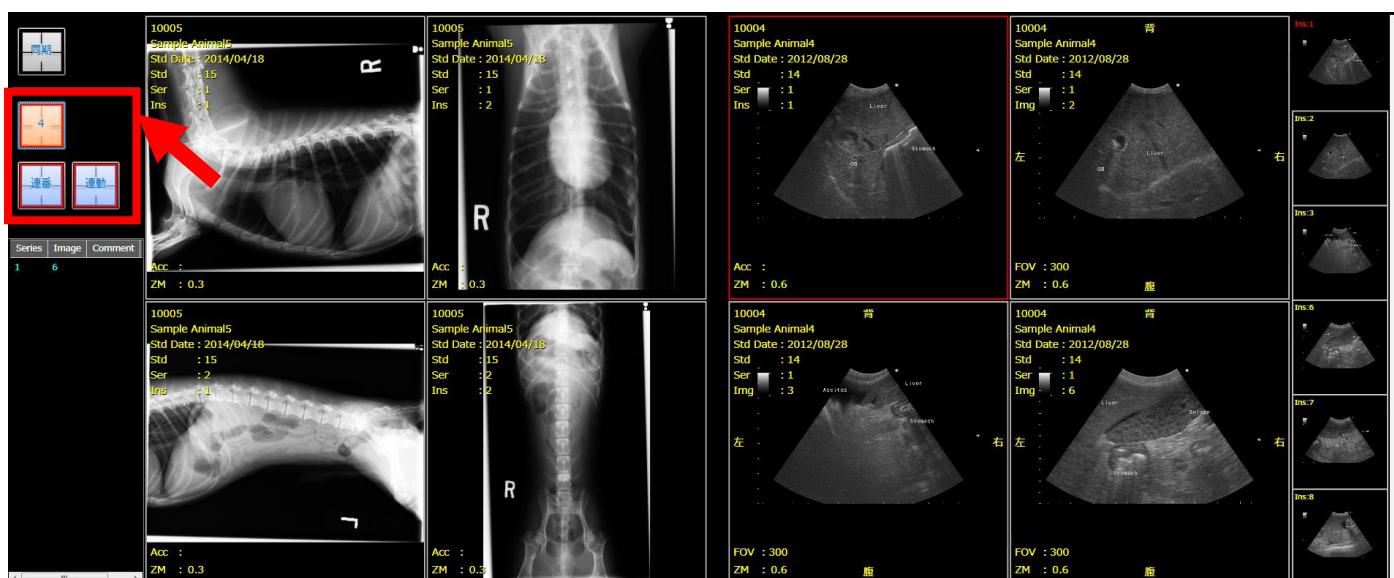 同期
4
連番 連動
Series Image Comment
1 6
10005
Sample Animal5
Std Date : 2014/04/18
Std : 15
Ser : 1
Ins : 1
R
Acc :
ZM : 0.3
10005
Sample Animal5
Std Date : 2014/04/18
Std : 15
Ser : 1
Ins : 2
R
Acc :
ZM : 0.3
10005
Sample Animal5
Std Date : 2014/04/18
Std : 15
Ser : 2
Ins : 1
L
Acc :
ZM : 0.3
10005
Sample Animal5
Std Date : 2014/04/18
Std : 15
Ser : 2
Ins : 2
R
Acc :
ZM : 0.3
10004
Sample Animal4
Std Date : 2012/08/28
Std : 14
Ser : 1
Ins : 1
Liver
Stomach
GB
Acc :
ZM : 0.6
10004 背
Sample Animal4
Std Date : 2012/08/28
Std : 14
Ser : 1
Img : 2
Liver
左 右
GB
FOV : 300
ZM : 0.6 腹
10004 背
Sample Animal4
Std Date : 2012/08/28
Std : 14
Ser : 1
Img : 3
Liver
Ascites
Stomach
左 右
FOV : 300
ZM : 0.6 腹
10004 背
Sample Animal4
Std Date : 2012/08/28
Std : 14
Ser : 1
Img : 6
Liver
Spleen
左 右
Stomach
FOV : 300
ZM : 0.6 腹
Ins:1
Ins:2
Ins:3
Ins:6
Ins:7
Ins:8